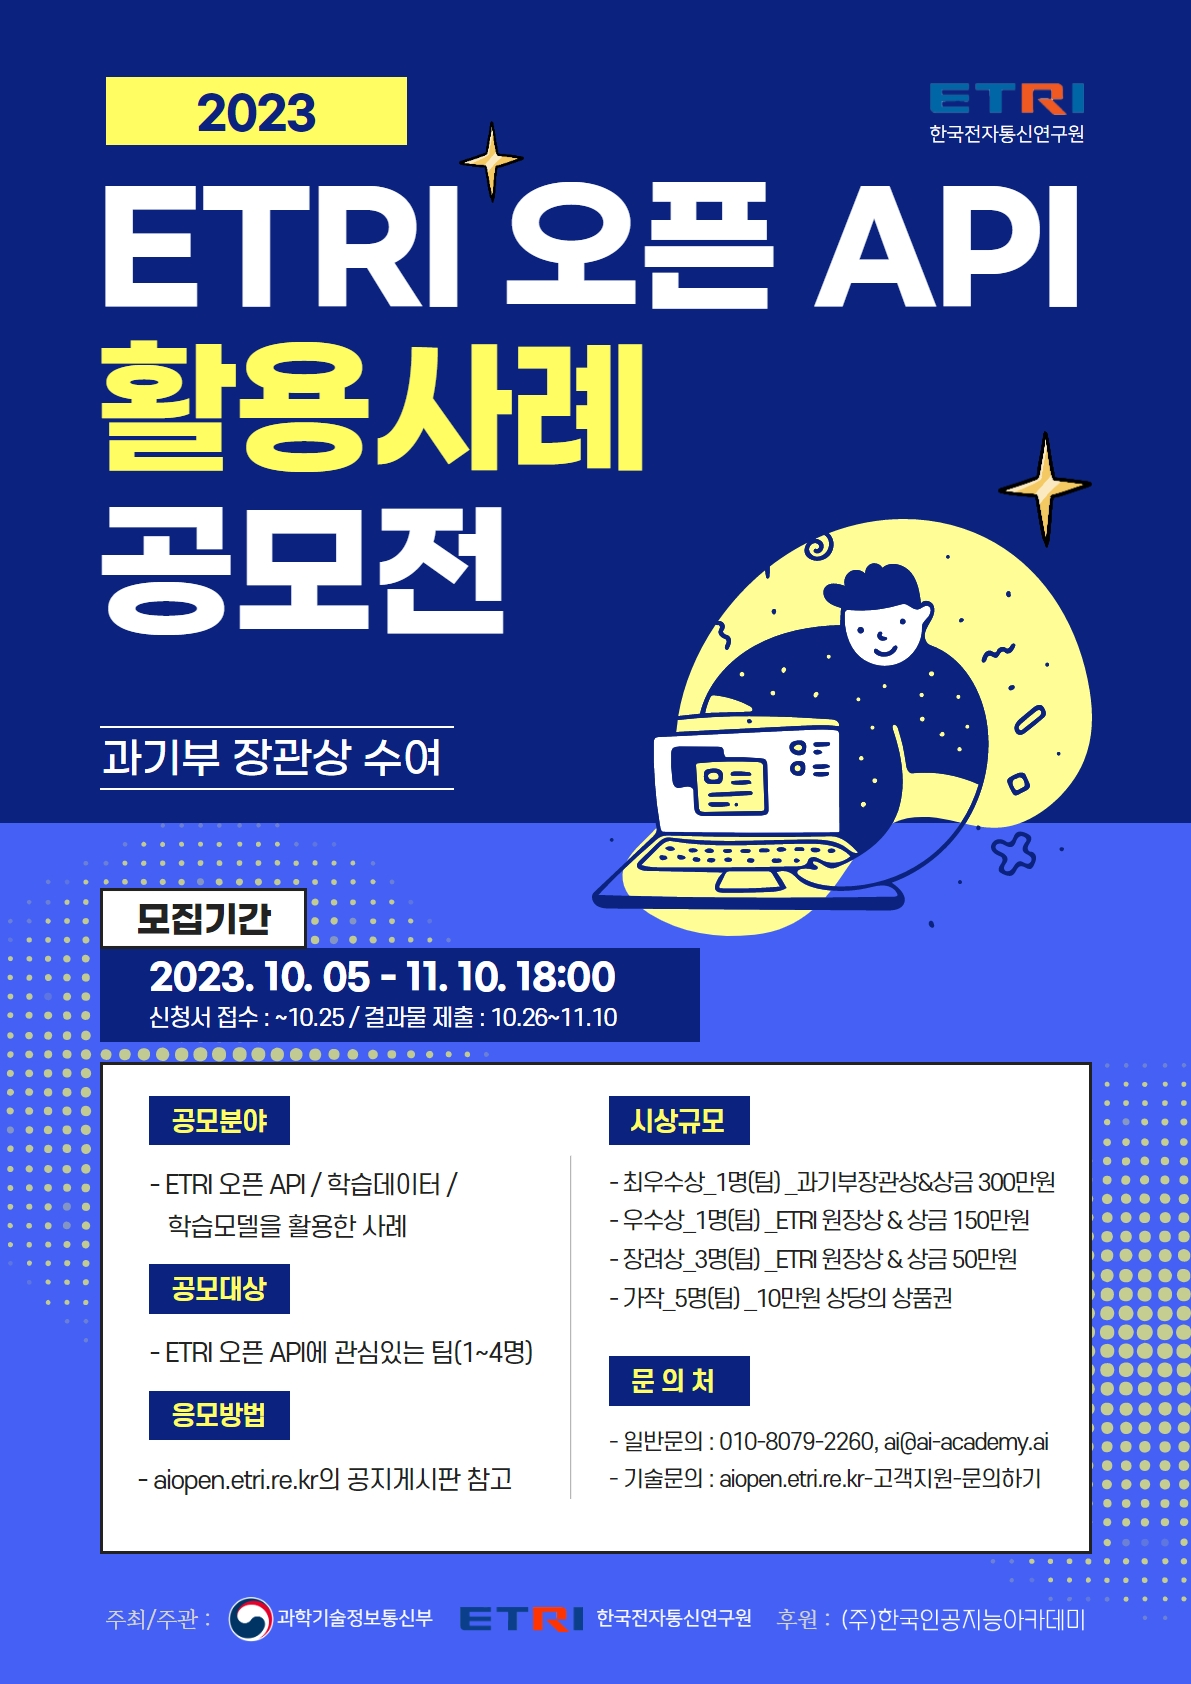 2023
ETRI
한국전자통신연구원
ETRI 오픈 API
활용사례
공모전
과기부 장관상 수여
모집기간
2023. 10. 05 - 11. 10. 18:00
신청서 접수 : ~10.25 / 결과물 제출 : 10.26~11.10
공모분야
- ETRI 오픈 API / 학습데이터 /
학습모델을 활용한 사례
공모대상
- ETRI 오픈 API에 관심있는 팀(1~4명)
응모방법
- aiopen.etri.re.kr의 공지게시판 참고
시상규모
- 최우수상_1명(팀) _과기부장관상&상금 300만원
- 우수상_1명(팀) _ETRI 원장상 & 상금 150만원
- 장려상_3명(팀) _ETRI 원장상 & 상금 50만원
- 가작_5명(팀) _10만원 상당의 상품권
문 의 처
- 일반문의 : 010-8079-2260, ai@ai-academy.ai
- 기술문의 : aiopen.etri.re.kr-고객지원-문의하기
주최/주관 : 과학기술정보통신부 ETRI 한국전자통신연구원 후원 : (주)한국인공지능아카데미